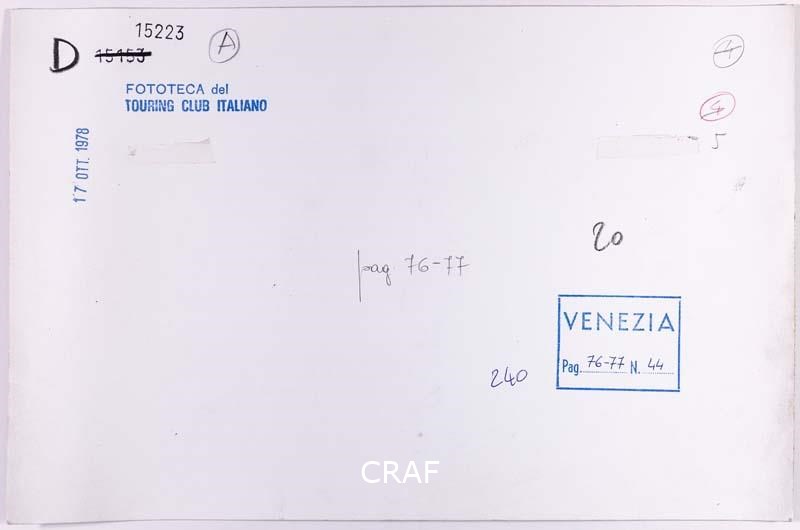 15223
D 15153
A
4
FOTOTECA del
TOURING CLUB ITALIANO
4
17 OTT. 1978
5
20
pag. 76-77
VENEZIA
Pag. 76-77 N. 44
240
CRAF